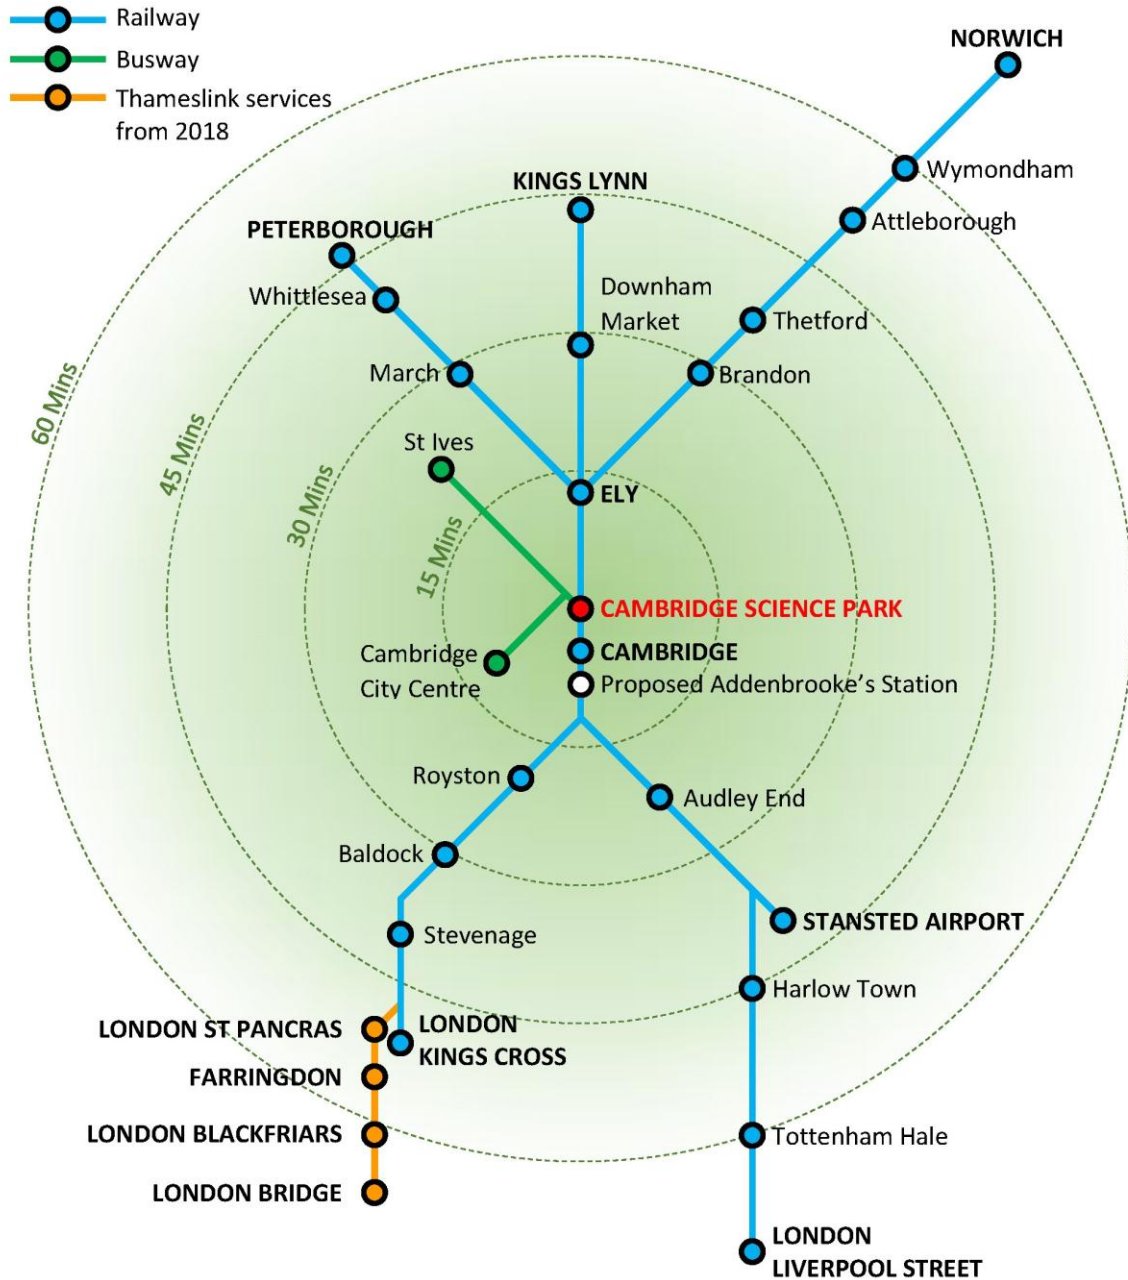 Railway
Busway
Thameslink services
from 2018
NORWICH
Wymondham
KINGS LYNN
Attleborough
PETERBOROUGH
Whittlesea
Downham
Market
Thetford
March
Brandon
60 Mins
45 Mins
30 Mins
15 Mins
St Ives
ELY
CAMBRIDGE SCIENCE PARK
CAMBRIDGE
Cambridge
City Centre
Proposed Addenbrooke's Station
Royston
Audley End
Baldock
STANSTED AIRPORT
Stevenage
Harlow Town
LONDON ST PANCRAS
LONDON
KINGS CROSS
FARRINGDON
LONDON BLACKFRIARS
Tottenham Hale
LONDON BRIDGE
LONDON
LIVERPOOL STREET